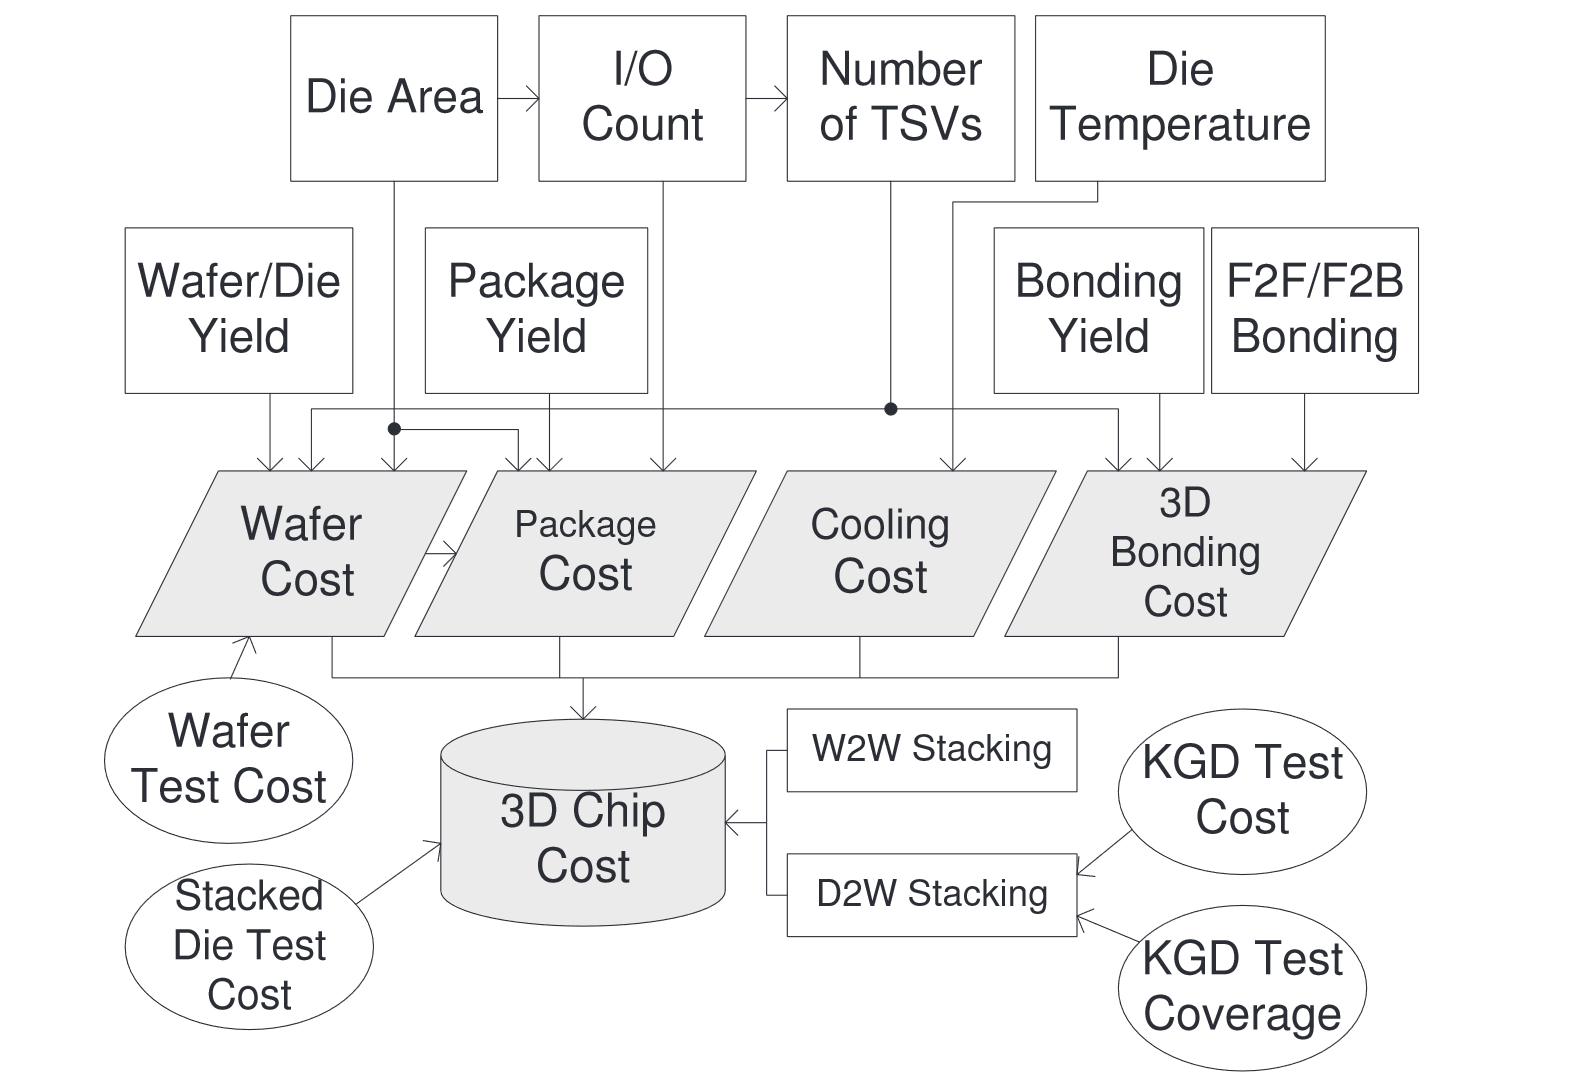 Die Area
I/O
Count
Number
of TSVs
Die
Temperature
Wafer/Die
Yield
Package
Yield
Bonding
Yield
F2F/F2B
Bonding
Wafer
Cost
Package
Cost
Cooling
Cost
3D
Bonding
Cost
Wafer
Test Cost
3D Chip
Cost
W2W Stacking
KGD Test
Cost
Stacked
Die Test
Cost
D2W Stacking
KGD Test
Coverage